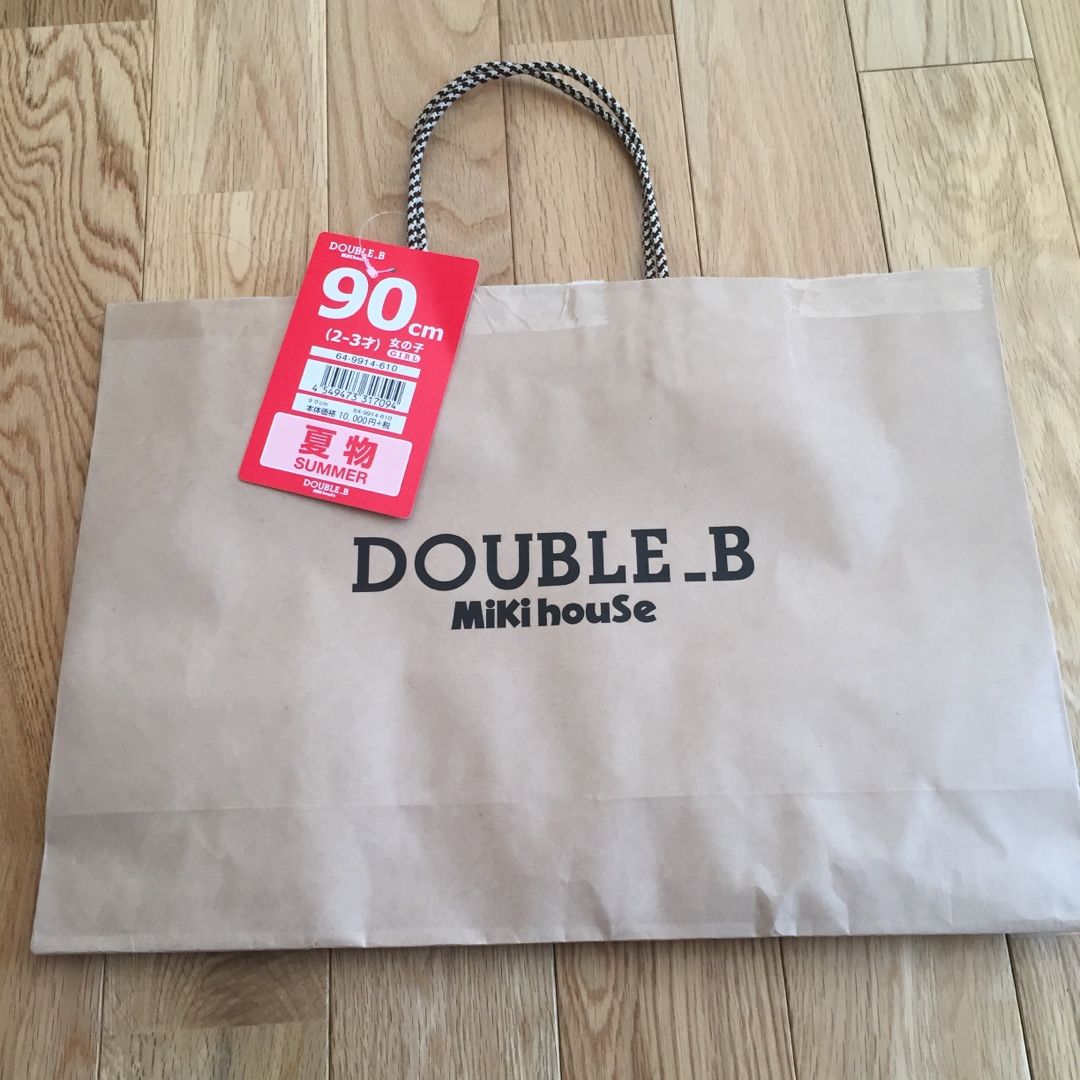 DOUBLE_B
MiKi houSe
90cm
(2-3才) 女の子
GIRL
64-9914-610
4 549473 317094
90cm 64-9914-610
本体価格 10,000円+税
夏物
SUMMER
DOUBLE_B
MiKi houSe
DOUBLE_B
MiKi houSe